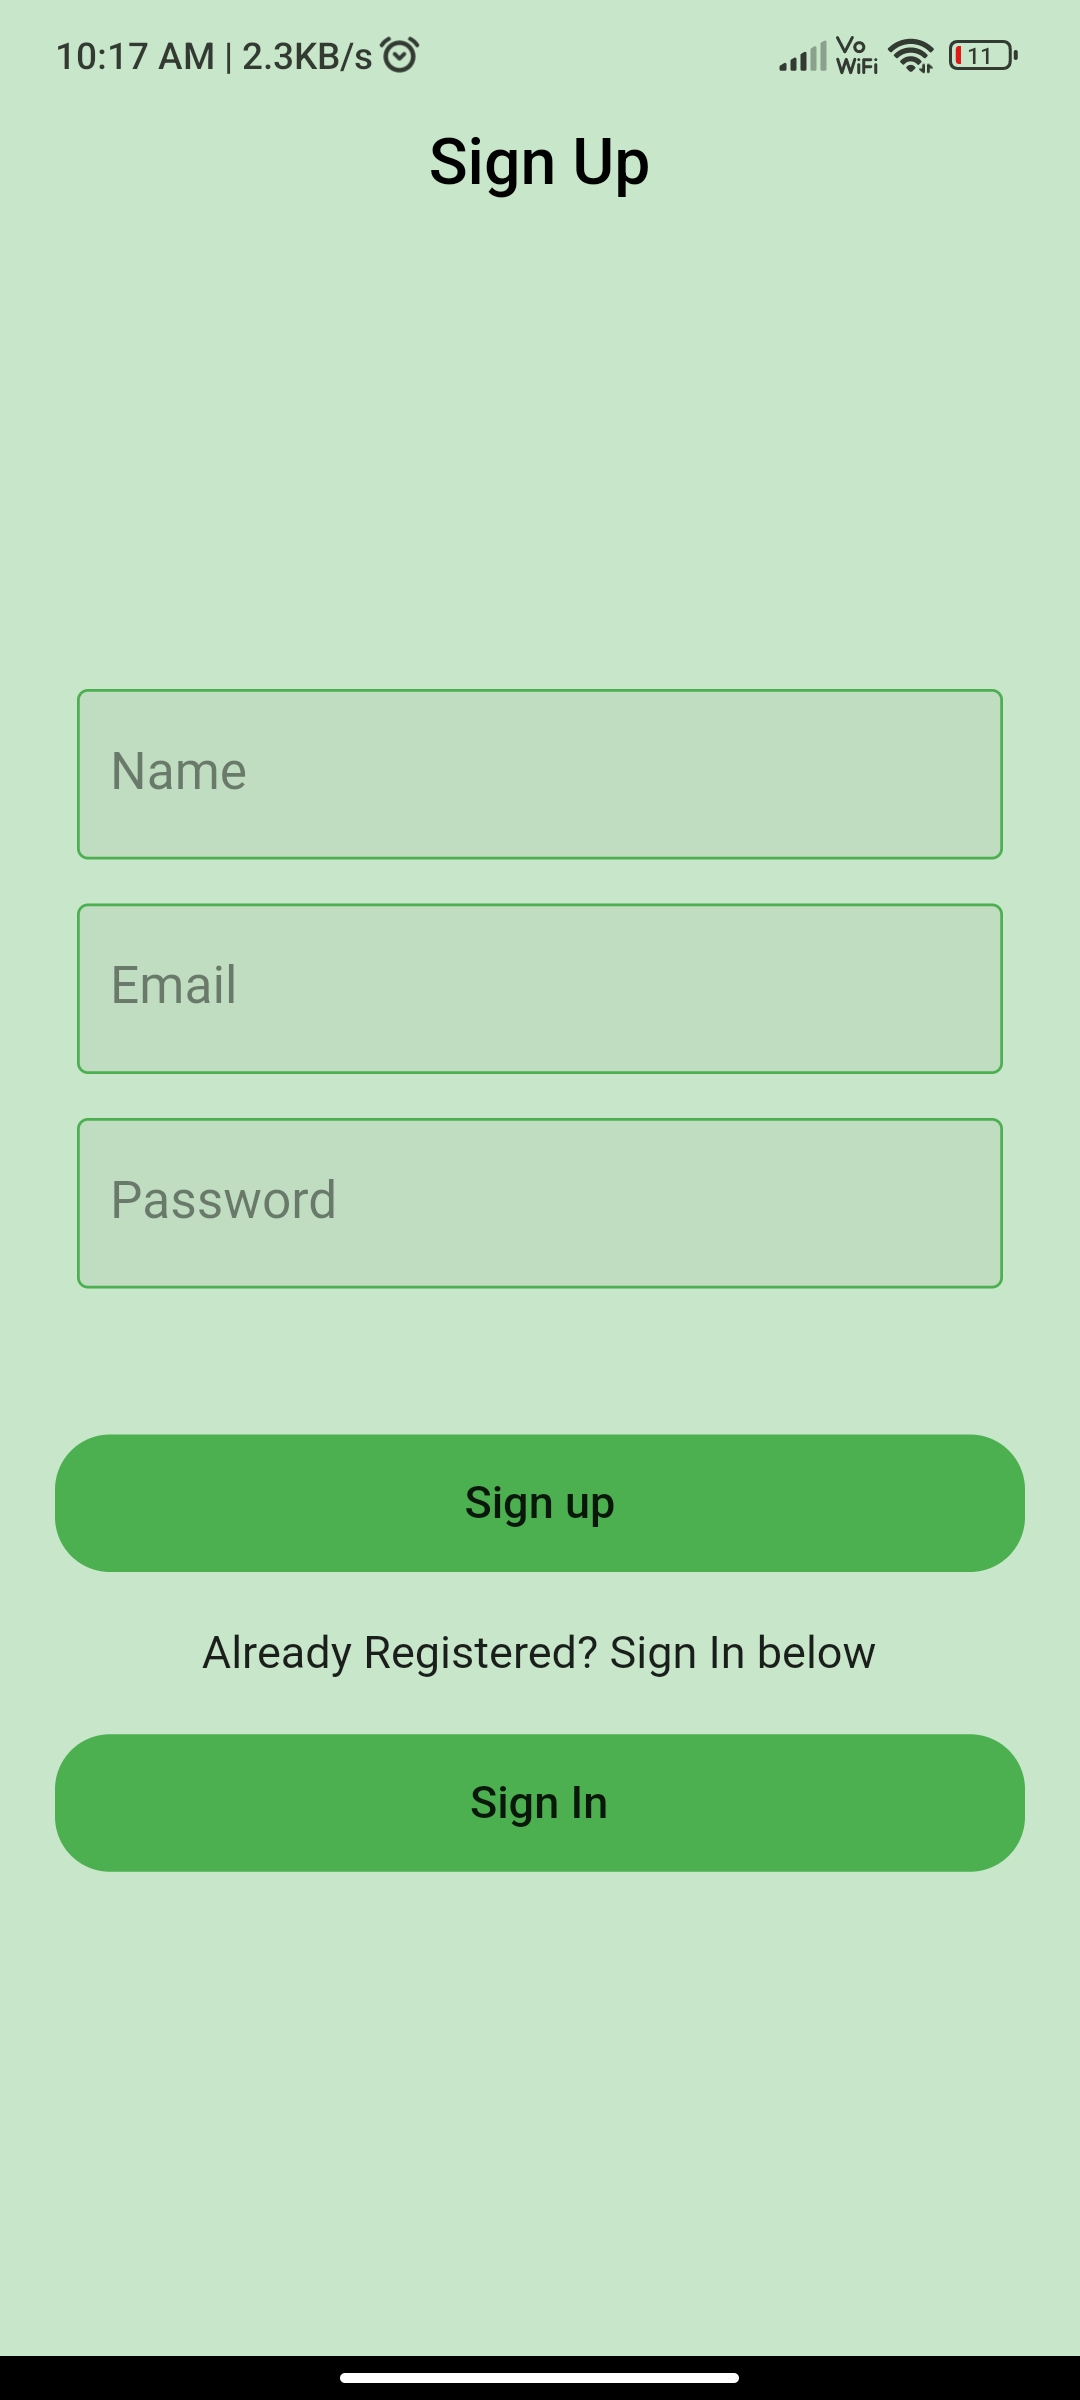 10:17 AM | 2.3KB/s
Vo
WiFi
11
Sign Up
Name
Email
Password
Sign up
Already Registered? Sign In below
Sign In